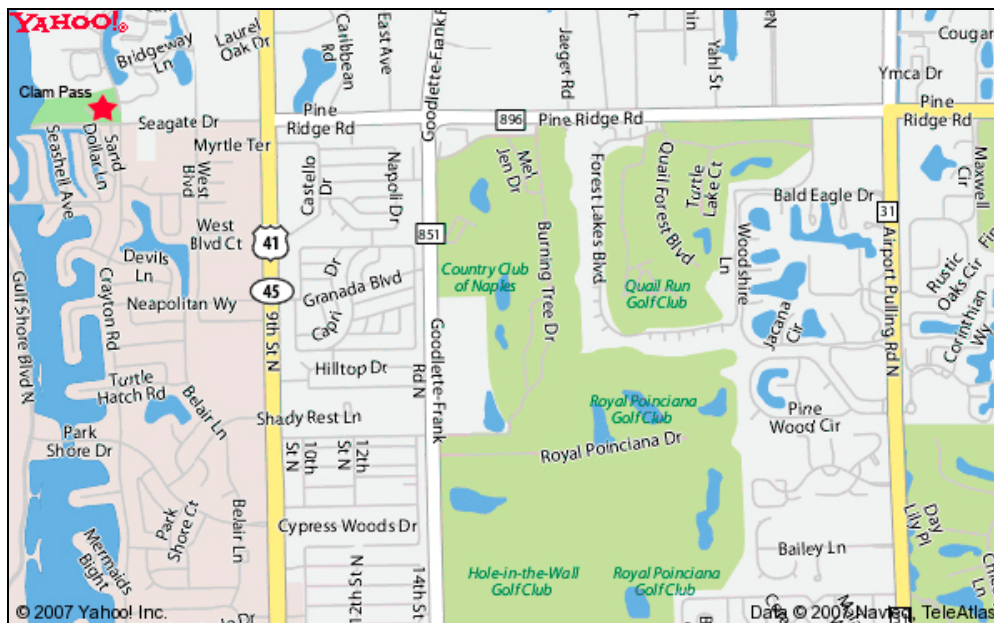 YAHOO!®
Bridgeway
Ln
Laurel
Oak Dr
Caribbean
Rd
East Ave
Goodlette-Frank
Jaeger Rd
Yahl St
Cougar
Ymca Dr
Clam Pass
Seagate Dr
Pine
Ridge Rd
896
Pine Ridge Rd
Pine
Ridge Rd
Sand
Dollar Ln
Seashell Ave
Myrtle Ter
West
Blvd
Castello
Dr
Napoli Dr
Mel
Jen Dr
Forest Lakes Blvd
Quail Forest Blvd
Turtle
Lake Ct
Bald Eagle Dr
Maxwell
Cir
31
West
Blvd Ct
41
851
Burning Tree Dr
Woodshire
Ln
Airport Pulling Rd N
Rustic
Oaks Cir
Devils
Ln
Gulf Shore Blvd N
Crayton Rd
Neapolitan Wy
45
9th St N
Granada Blvd
Capri
Dr
Country Club
of Naples
Quail Run
Golf Club
Jacana
Cir
Corinthian
Wy
Goodlette-Frank
Rd N
Hilltop Dr
Turtle
Hatch Rd
Belair Ln
Shady Rest Ln
Royal Poinciana
Golf Club
Pine
Wood Cir
Park
Shore Dr
10th
St N
12th
St N
Royal Poinciana Dr
Park
Shore Ct
Belair Ln
Cypress Woods Dr
Day
Lily Pl
Mermaids
Bight
12th St N
14th St
Hole-in-the-Wall
Golf Club
Royal Poinciana
Golf Club
Bailey Ln
Ln
© 2007 Yahoo! Inc.
Data © 2007 Navteq, TeleAtlas